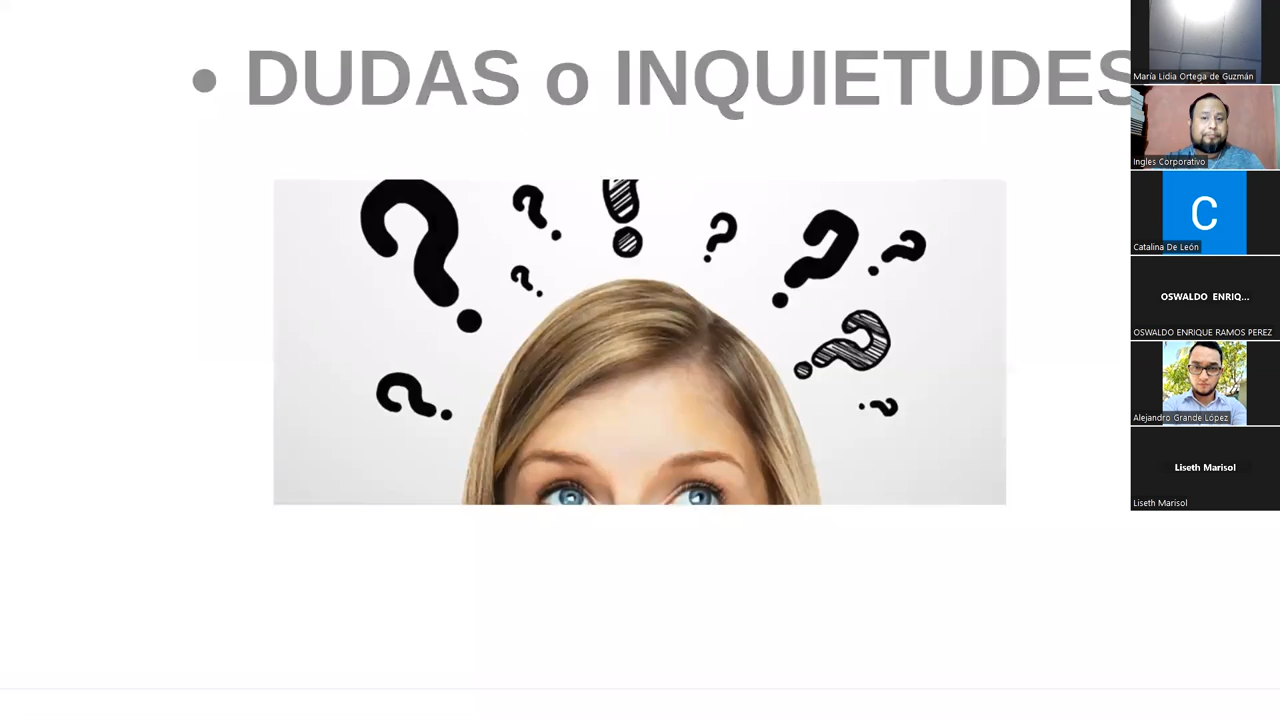 • DUDAS o INQUIETUDES
María Lidia Ortega de Guzmán
Ingles Corporativo
C
Catalina De León
OSWALDO ENRIQ...
OSWALDO ENRIQUE RAMOS PEREZ
Alejandro Grande López
Liseth Marisol
Liseth Marisol